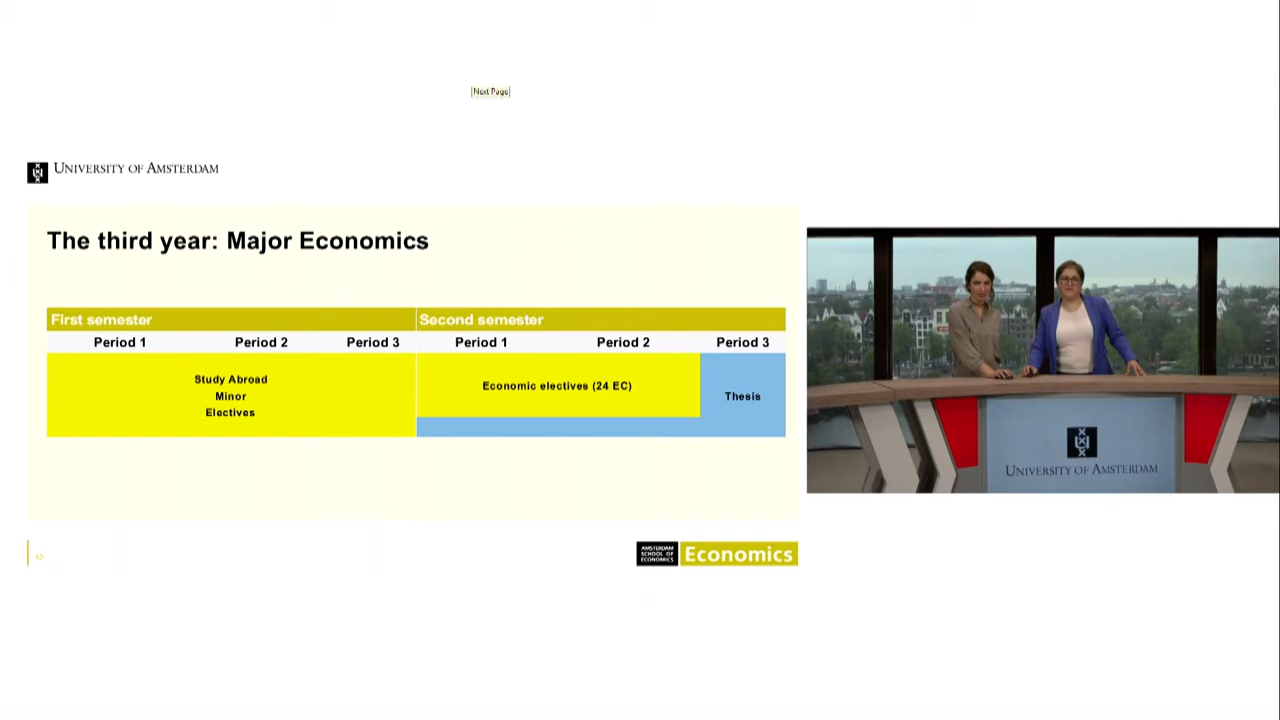 Next Page
UNIVERSITY OF AMSTERDAM
The third year: Major Economics
First semester Second semester
Period 1 Period 2 Period 3 Period 1 Period 2 Period 3
Study Abroad
Minor
Electives
Economic electives (24 EC)
Thesis
UNIVERSITY OF AMSTERDAM
AMSTERDAM
SCHOOL OF
ECONOMICS
Economics